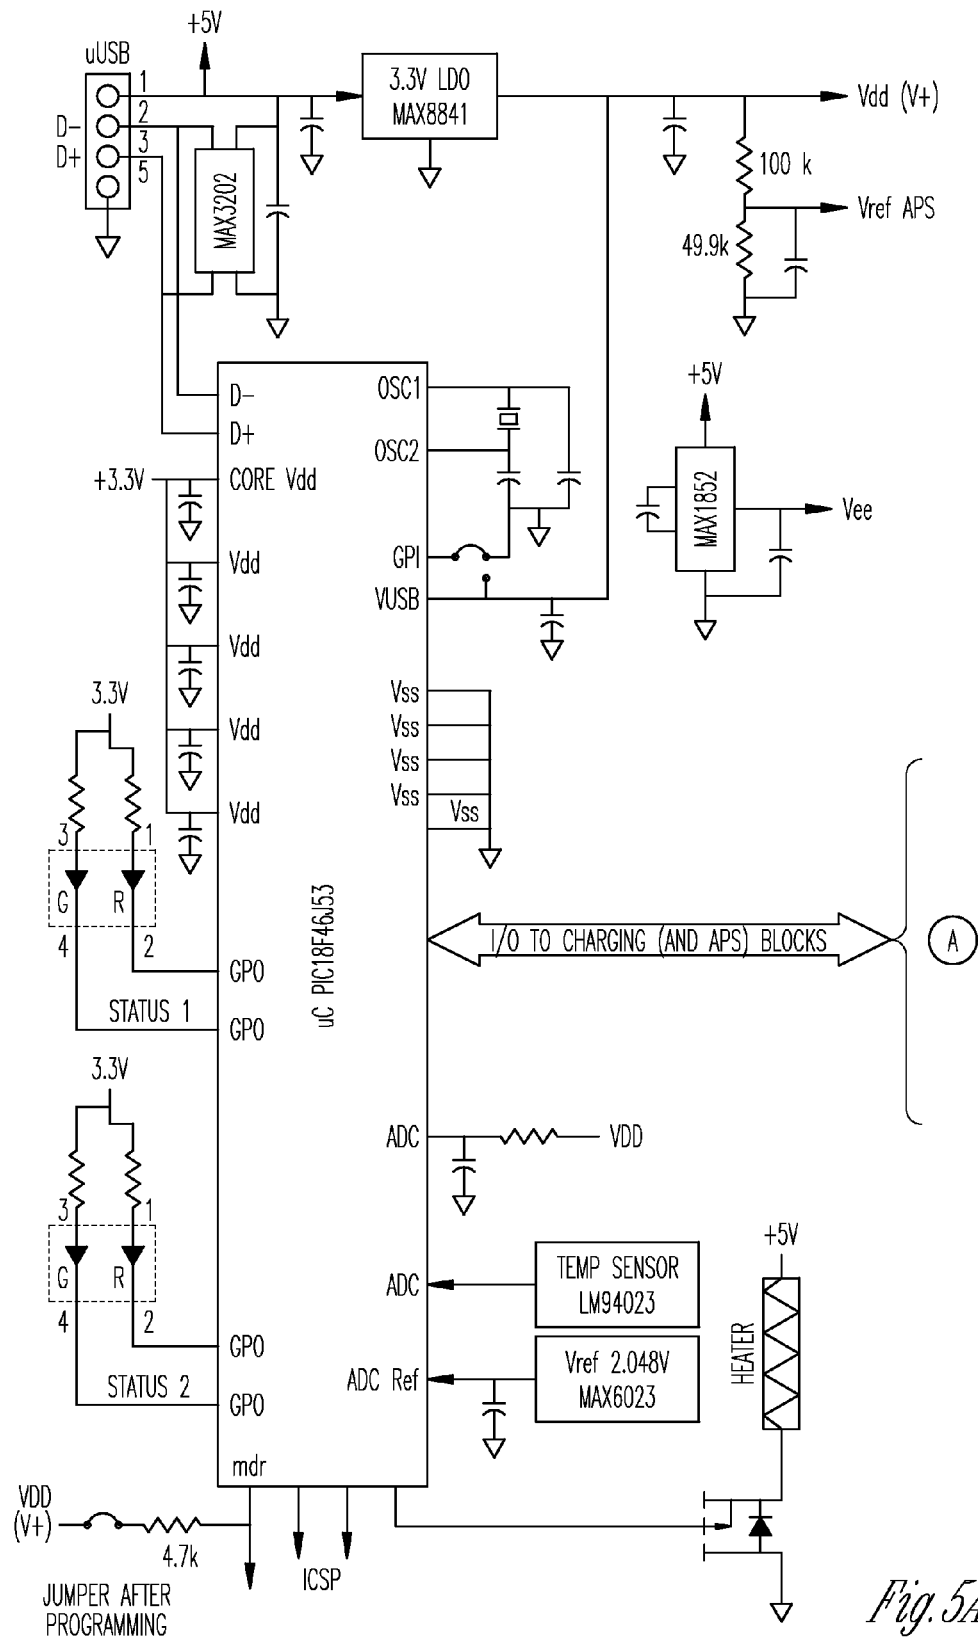 +5V
uUSB
1
2
3
5
D-
D+
MAX3202
3.3V LDO
MAX8841
Vdd (V+)
100 k
Vref APS
49.9k
D-
D+
+3.3V
CORE Vdd
Vdd
Vdd
Vdd
Vdd
OSC1
OSC2
GPI
VUSB
+5V
MAX1852
Vee
Vss
Vss
Vss
Vss
Vss
3.3V
3
1
G
R
4
2
GPO
STATUS 1
GPO
uC PIC18F46J53
I/O TO CHARGING (AND APS) BLOCKS
A
3.3V
3
1
G
R
4
2
GPO
STATUS 2
GPO
ADC
VDD
ADC
TEMP SENSOR
LM94023
ADC Ref
Vref 2.048V
MAX6023
+5V
HEATER
mdr
VDD
(V+)
4.7k
ICSP
JUMPER AFTER
PROGRAMMING
Fig. 5A